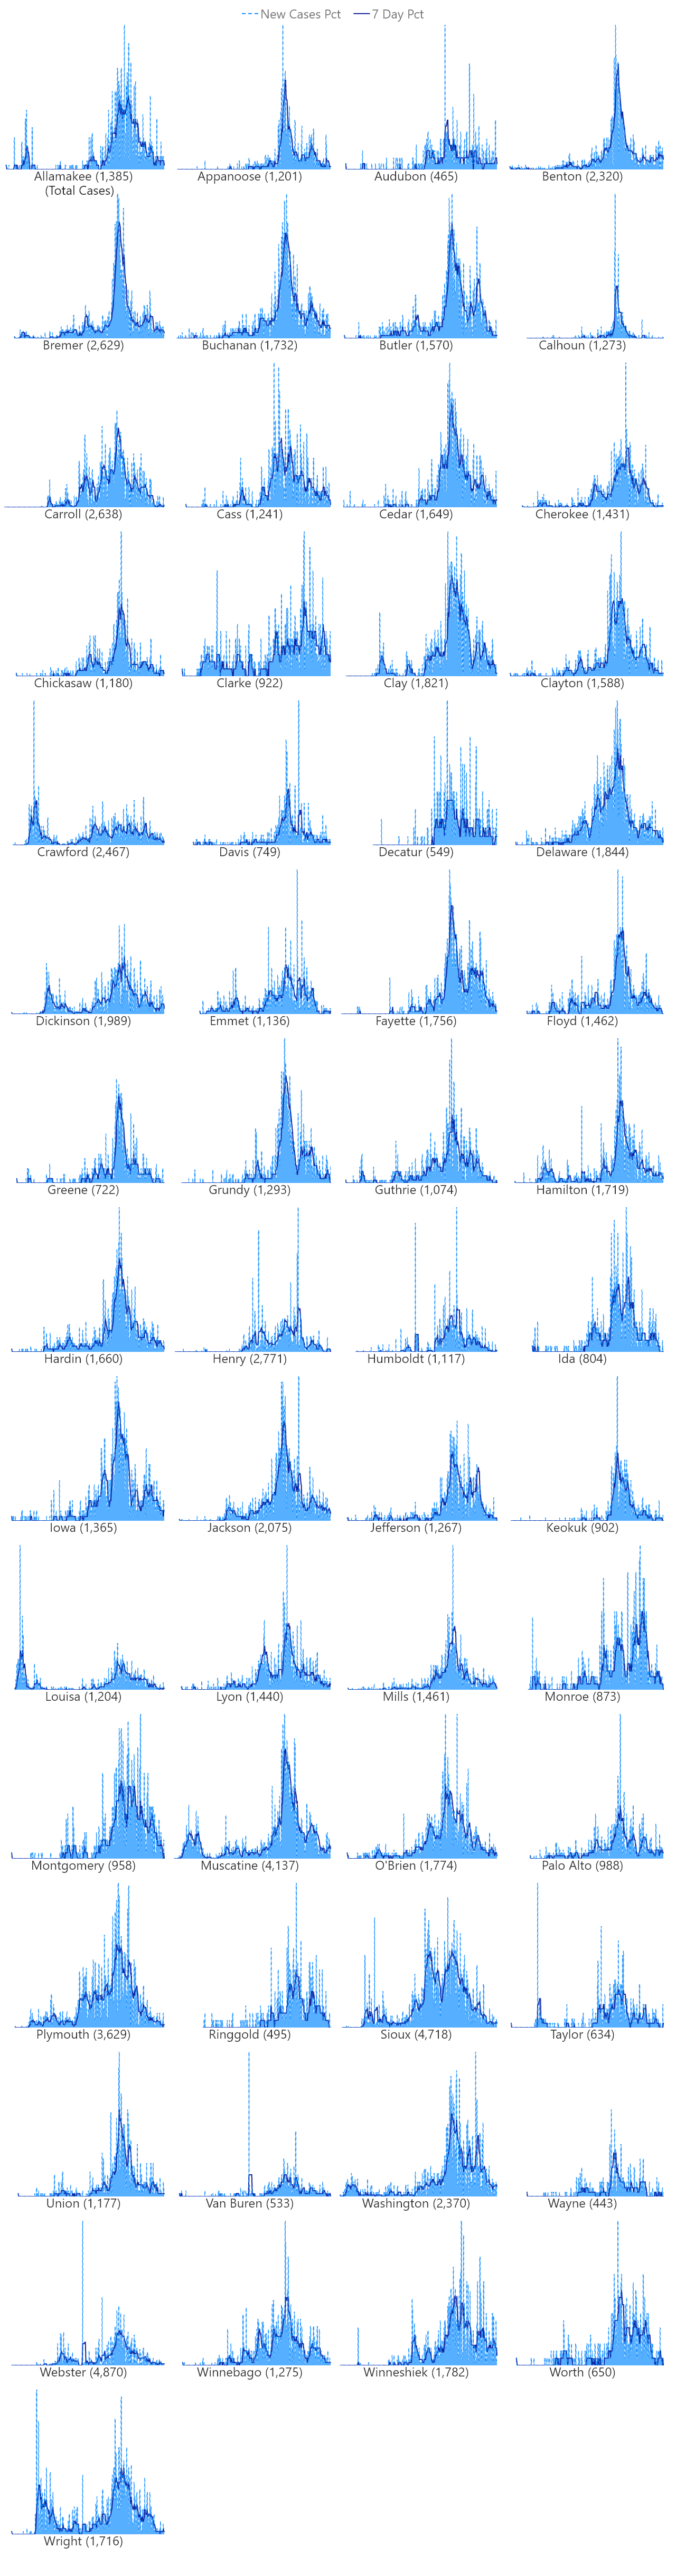 New Cases Pct 7 Day Pct
Allamakee (1,385) Appanoose (1,201) Audubon (465) Benton (2,320)
(Total Cases)
Bremer (2,629) Buchanan (1,732) Butler (1,570) Calhoun (1,273)
Carroll (2,638) Cass (1,241) Cedar (1,649) Cherokee (1,431)
Chickasaw (1,180) Clarke (922) Clay (1,821) Clayton (1,588)
Crawford (2,467) Davis (749) Decatur (549) Delaware (1,844)
Dickinson (1,989) Emmet (1,136) Fayette (1,756) Floyd (1,462)
Greene (722) Grundy (1,293) Guthrie (1,074) Hamilton (1,719)
Hardin (1,660) Henry (2,771) Humboldt (1,117) Ida (804)
Iowa (1,365) Jackson (2,075) Jefferson (1,267) Keokuk (902)
Louisa (1,204) Lyon (1,440) Mills (1,461) Monroe (873)
Montgomery (958) Muscatine (4,137) O'Brien (1,774) Palo Alto (988)
Plymouth (3,629) Ringgold (495) Sioux (4,718) Taylor (634)
Union (1,177) Van Buren (533) Washington (2,370) Wayne (443)
Webster (4,870) Winnebago (1,275) Winneshiek (1,782) Worth (650)
Wright (1,716)